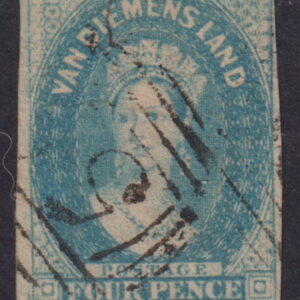 VAN DIEMENS LAND
POSTAGE
FOUR PENCE